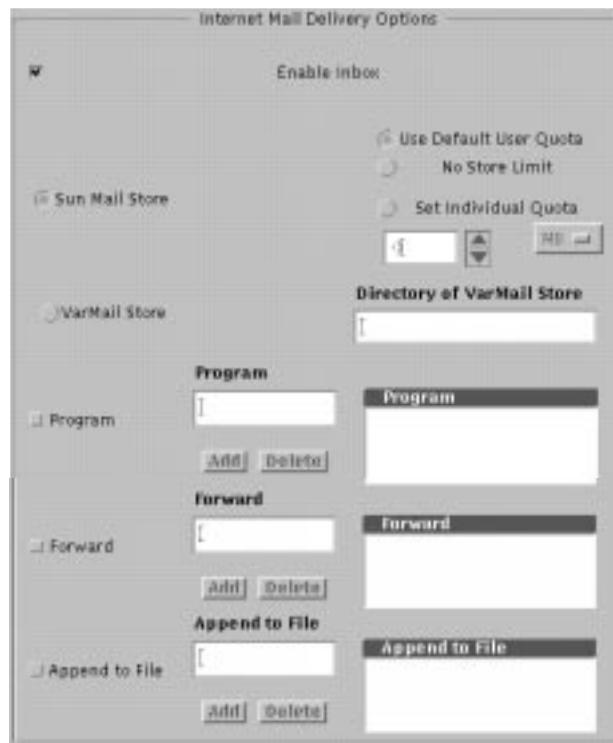 Internet Mail Delivery Options
Enable Inbox
Use Default User Quota
No Store Limit
Sun Mail Store
Set Individual Quota
MB
Directory of VarMail Store
VarMail Store
Program
Program
Program
Add Delete
Forward
Forward
Forward
Add Delete
Append to File
Append to File
Append to File
Add Delete